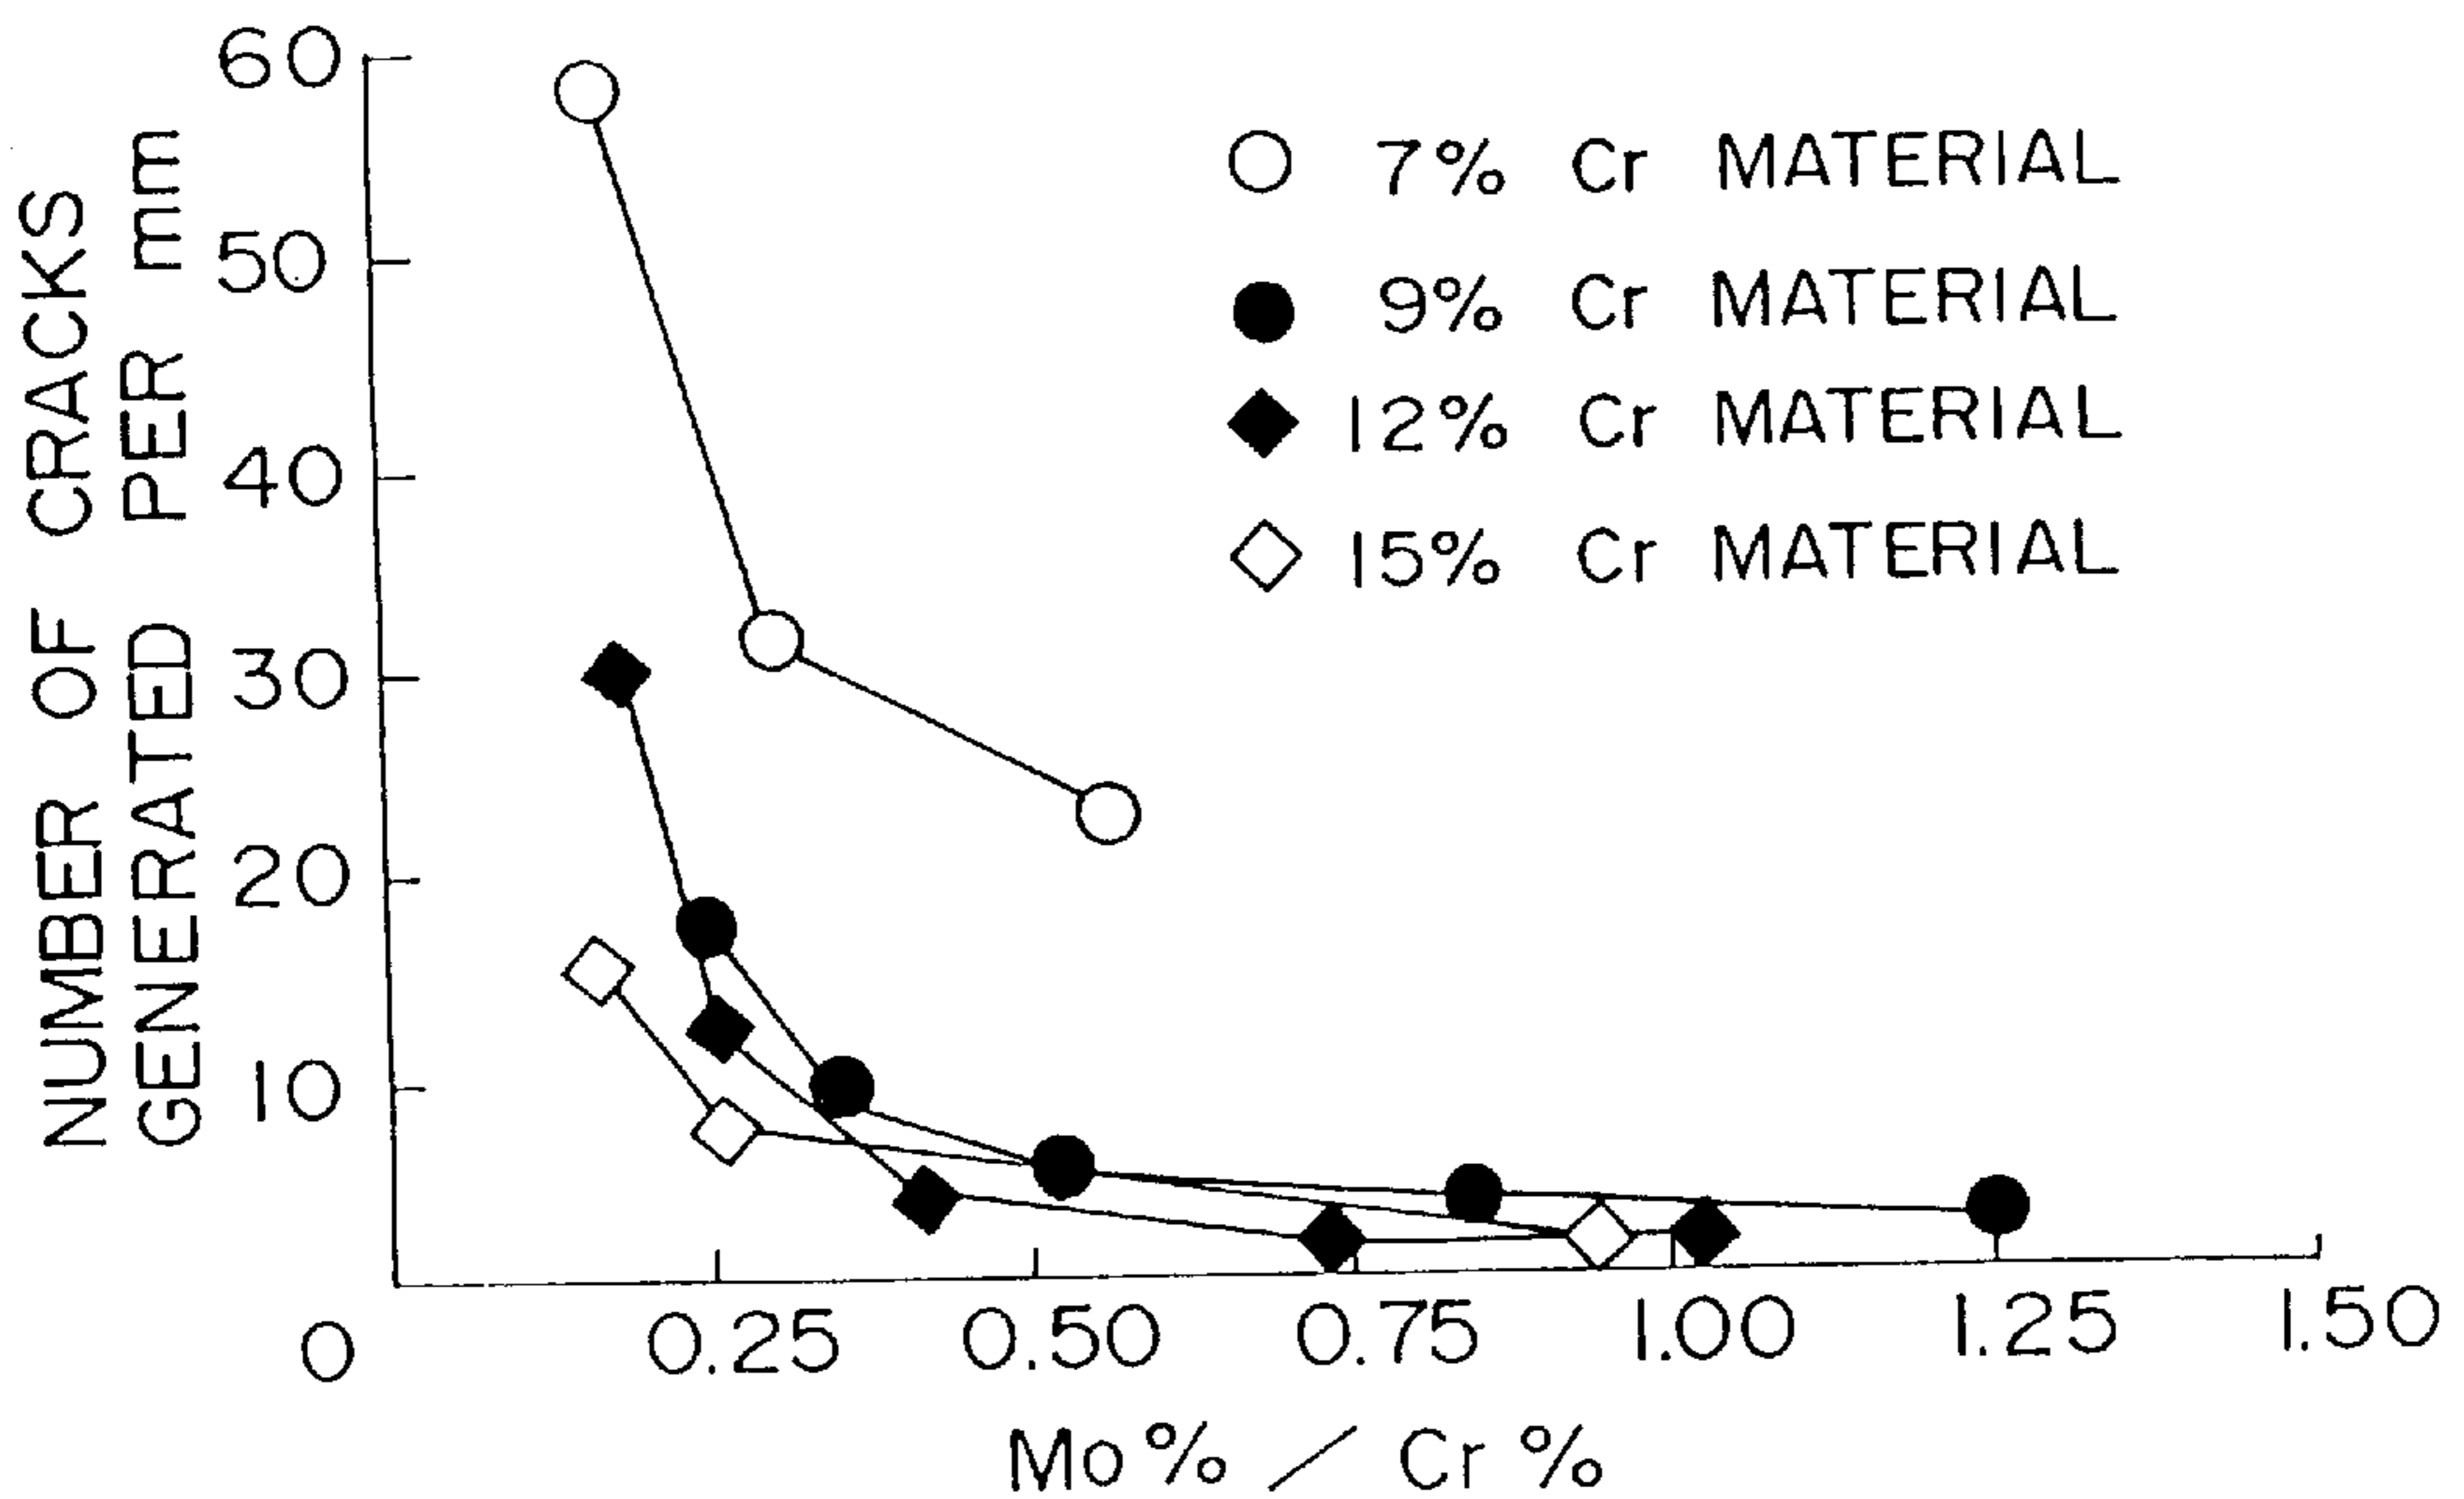 NUMBER OF CRACKS
GENERATED PER mm
60
50
40
30
20
10
0
0.25
0.50
0.75
1.00
1.25
1.50
Mo%/Cr%
7% Cr MATERIAL
9% Cr MATERIAL
12% Cr MATERIAL
15% Cr MATERIAL